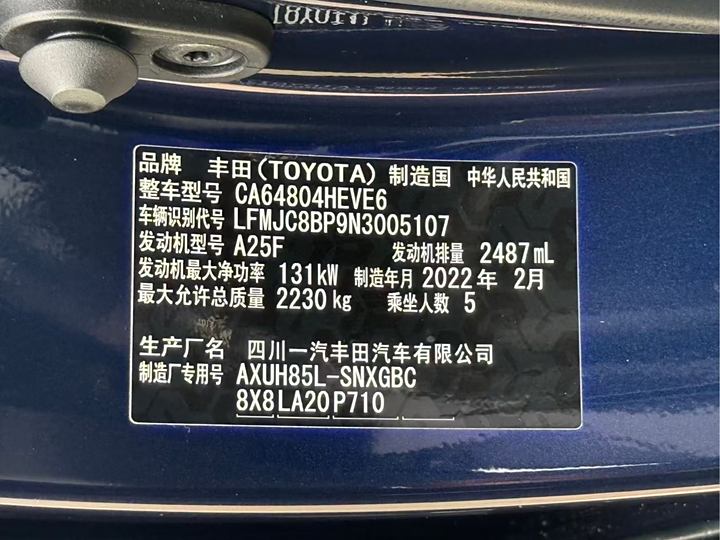 品牌 丰田(TOYOTA) 制造国 中华人民共和国
整车型号 CA64804HEVE6
车辆识别代号 LFMJC8BP9N3005107
发动机型号 A25F 发动机排量 2487mL
发动机最大净功率 131kW 制造年月 2022年 2月
最大允许总质量 2230kg 乘坐人数 5
生产厂名 四川一汽丰田汽车有限公司
制造厂专用号 AXUH85L-SNXGBC
8X8LA20P710